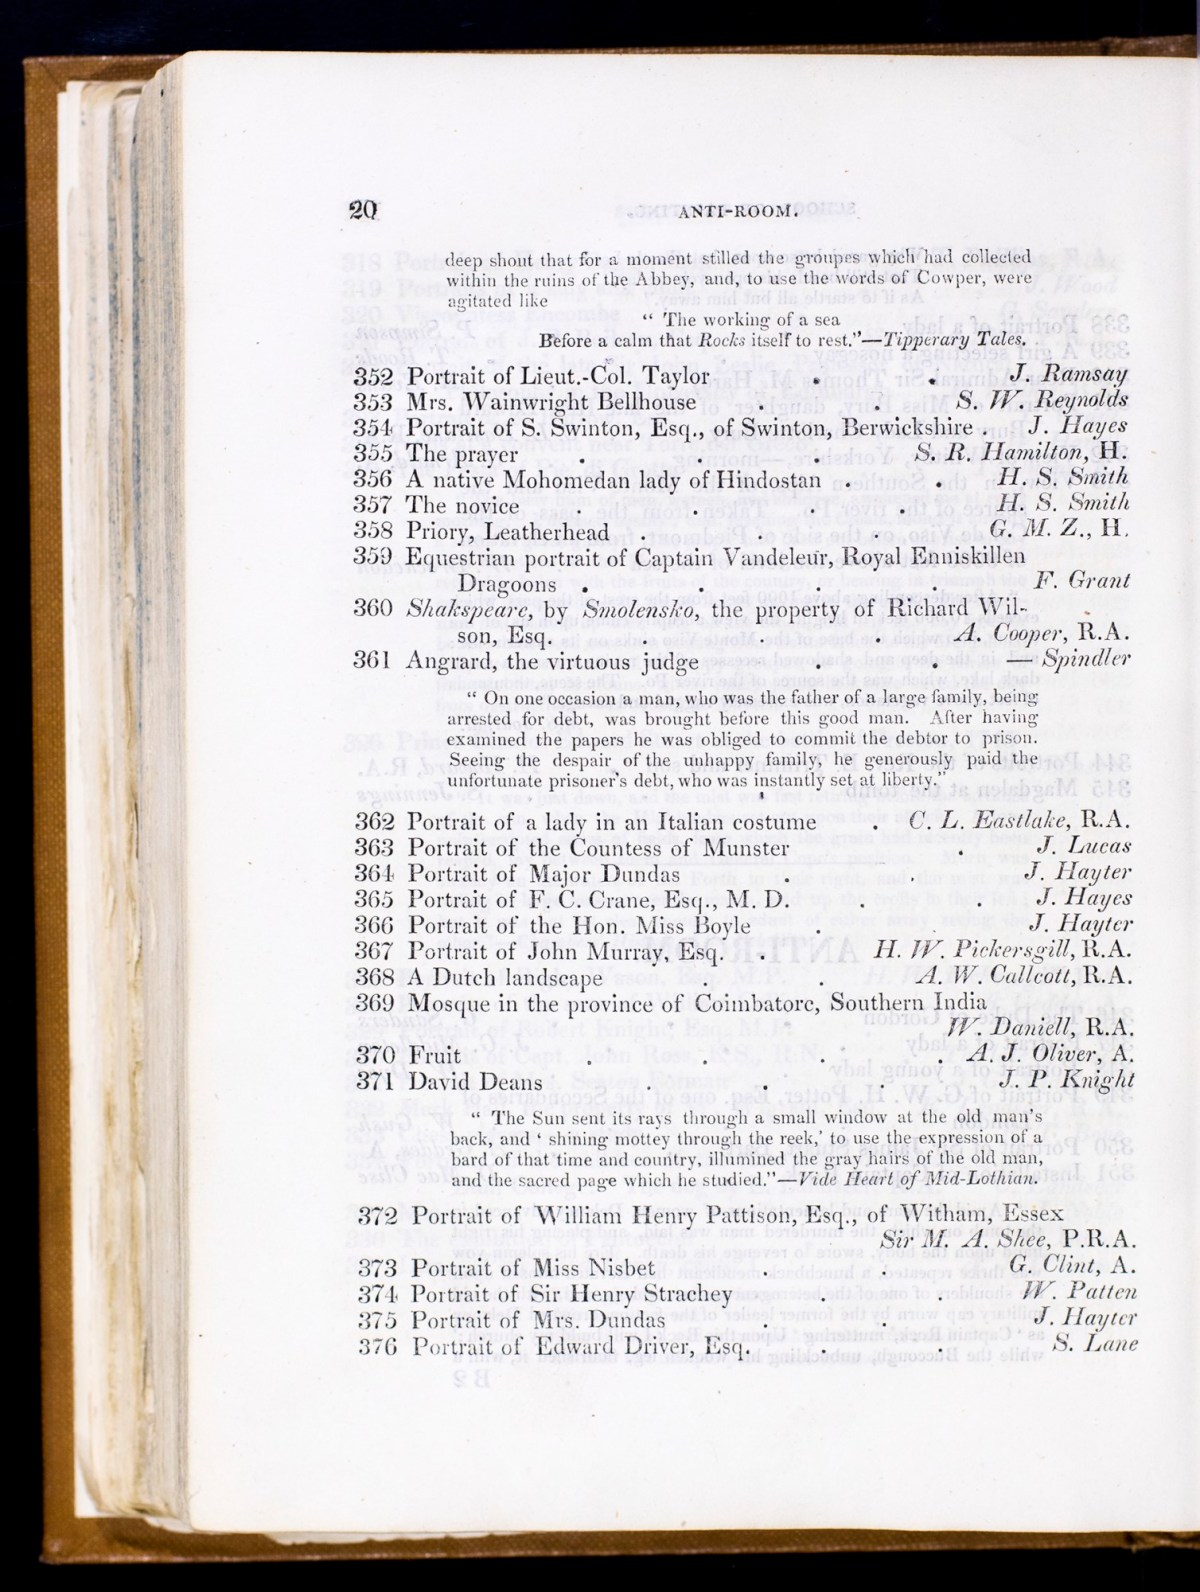 20 ANTI-ROOM.
deep shout that for a moment stilled the groupes which had collected
within the ruins of the Abbey, and, to use the words of Cowper, were
agitated like
“ The working of a sea
Before a calm that Rocks itself to rest.”—Tipperary Tales.
352 Portrait of Lieut.-Col. Taylor . . J. Ramsay
353 Mrs. Wainwright Bellhouse . . S. W. Reynolds
354 Portrait of S. Swinton, Esq., of Swinton, Berwickshire . J. Hayes
355 The prayer . . . S. R. Hamilton, H.
356 A native Mohomedan lady of Hindostan . . H. S. Smith
357 The novice . . . . H. S. Smith
358 Priory, Leatherhead . . . G. M. Z., H.
359 Equestrian portrait of Captain Vandeleur, Royal Enniskillen
Dragoons . . . . F. Grant
360 Shakspeare, by Smolensko, the property of Richard Wil-
son, Esq. . . . A. Cooper, R.A.
361 Angrard, the virtuous judge . . . — Spindler
“ On one occasion a man, who was the father of a large family, being
arrested for debt, was brought before this good man. After having
examined the papers he was obliged to commit the debtor to prison.
Seeing the despair of the unhappy family, he generously paid the
unfortunate prisoner’s debt, who was instantly set at liberty.”
362 Portrait of a lady in an Italian costume . C. L. Eastlake, R.A.
363 Portrait of the Countess of Munster . J. Lucas
364 Portrait of Major Dundas . . J. Hayter
365 Portrait of F. C. Crane, Esq., M. D. . . J. Hayes
366 Portrait of the Hon. Miss Boyle . . J. Hayter
367 Portrait of John Murray, Esq. . H. W. Pickersgill, R.A.
368 A Dutch landscape . . A. W. Callcott, R.A.
369 Mosque in the province of Coimbatore, Southern India
W. Daniell, R.A.
370 Fruit . . . . A. J. Oliver, A.
371 David Deans . . . J. P. Knight
“ The Sun sent its rays through a small window at the old man’s
back, and ‘ shining mottey through the reek,’ to use the expression of a
bard of that time and country, illumined the gray hairs of the old man,
and the sacred page which he studied.”—Vide Heart of Mid-Lothian.
372 Portrait of William Henry Pattison, Esq., of Witham, Essex
Sir M. A. Shee, P.R.A.
373 Portrait of Miss Nisbet . . G. Clint, A.
374 Portrait of Sir Henry Strachey . . W. Patten
375 Portrait of Mrs. Dundas . . J. Hayter
376 Portrait of Edward Driver, Esq. . . S. Lane